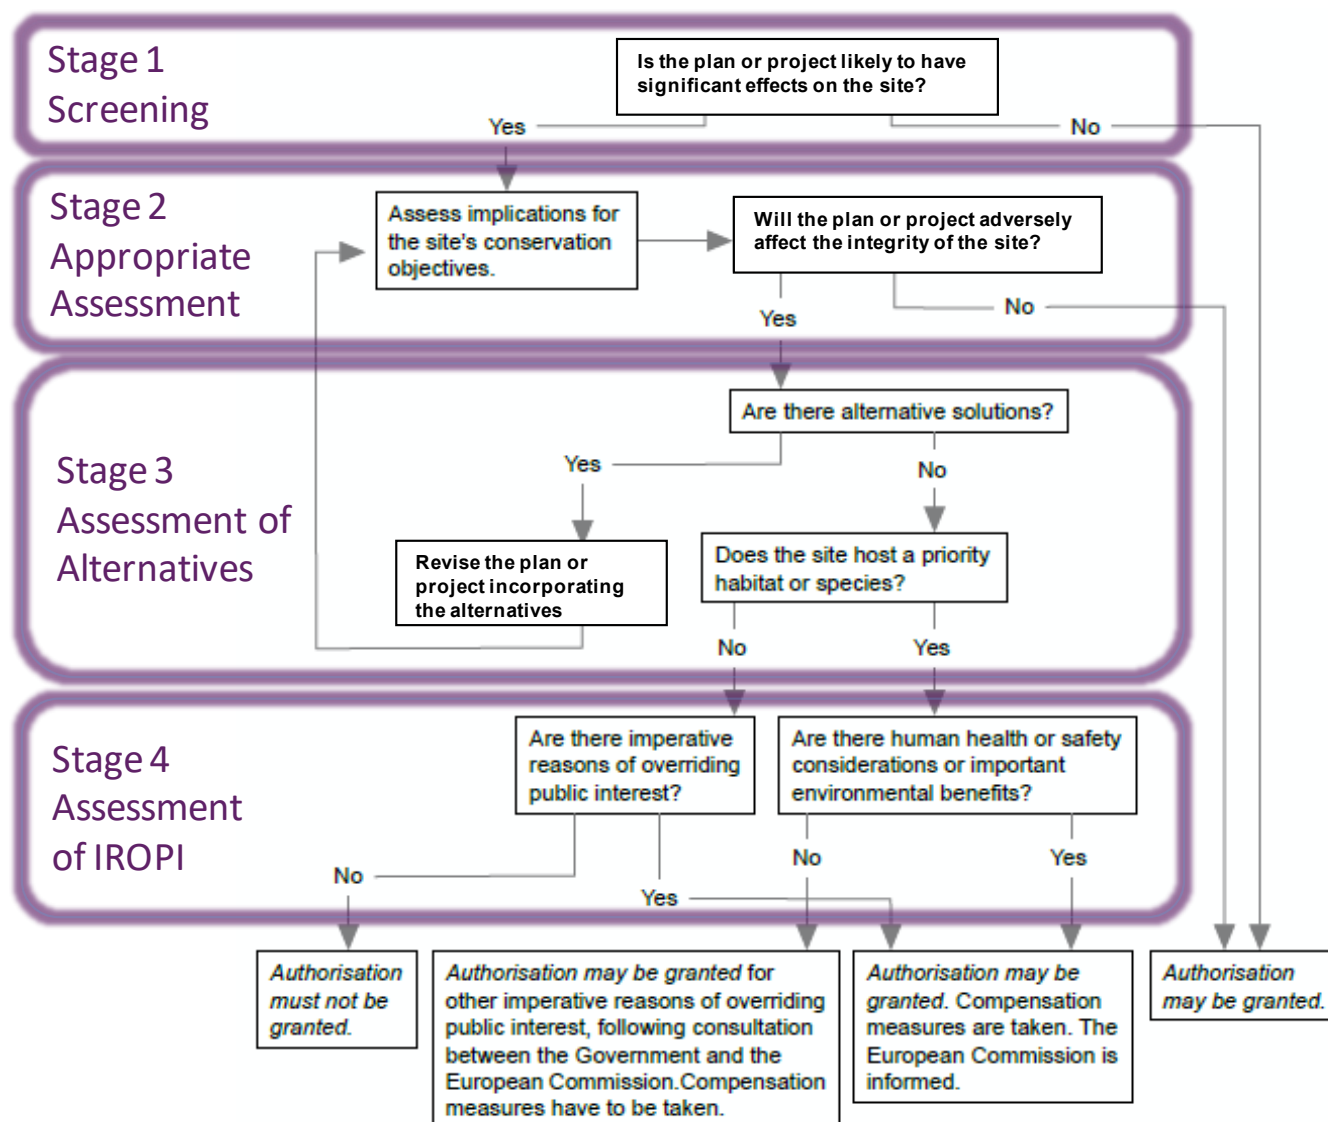 Stage 1
Screening
Is the plan or project likely to have
significant effects on the site?
Yes
No
Stage 2
Appropriate
Assessment
Assess implications for
the site's conservation
objectives.
Will the plan or project adversely
affect the integrity of the site?
Yes
No
Stage 3
Assessment of
Alternatives
Are there alternative solutions?
Yes
No
Revise the plan or
project incorporating
the alternatives
Does the site host a priority
habitat or species?
No
Yes
Stage 4
Assessment
of IROPI
Are there imperative
reasons of overriding
public interest?
Are there human health or safety
considerations or important
environmental benefits?
No
Yes
No
Yes
Authorisation
must not be
granted.
Authorisation may be granted for
other imperative reasons of overriding
public interest, following consultation
between the Government and the
European Commission.Compensation
measures have to be taken.
Authorisation may be
granted. Compensation
measures are taken. The
European Commission is
informed.
Authorisation
may be granted.